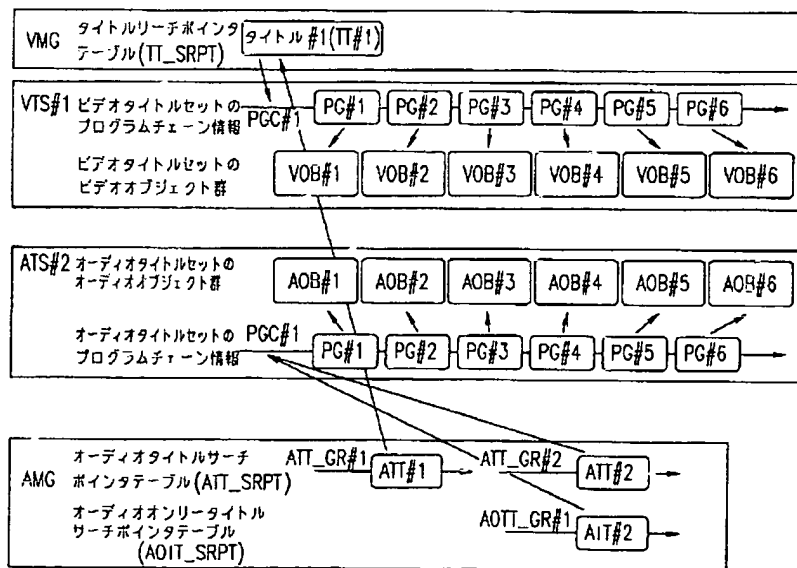 VMG
タイトルリーチポインタ
テーブル(TT_SRPT)
タイトル#1(TT#1)
VTS#1
ビデオタイトルセットの
プログラムチェーン情報
PGC#1
PG#1 PG#2 PG#3 PG#4 PG#5 PG#6
ビデオタイトルセットの
ビデオオブジェクト群
VOB#1 VOB#2 VOB#3 VOB#4 VOB#5 VOB#6
ATS#2
オーディオタイトルセットの
オーディオオブジェクト群
AOB#1 AOB#2 AOB#3 AOB#4 AOB#5 AOB#6
オーディオタイトルセットの
プログラムチェーン情報
PGC#1
PG#1 PG#2 PG#3 PG#4 PG#5 PG#6
AMG
オーディオタイトルサーチ
ポインタテーブル(ATT_SRPT)
ATT_GR#1 ATT#1 ATT_GR#2 ATT#2
オーディオオンリータイトル
サーチポインタテーブル
(AOIT_SRPT)
AOTT_GR#1 AIT#2